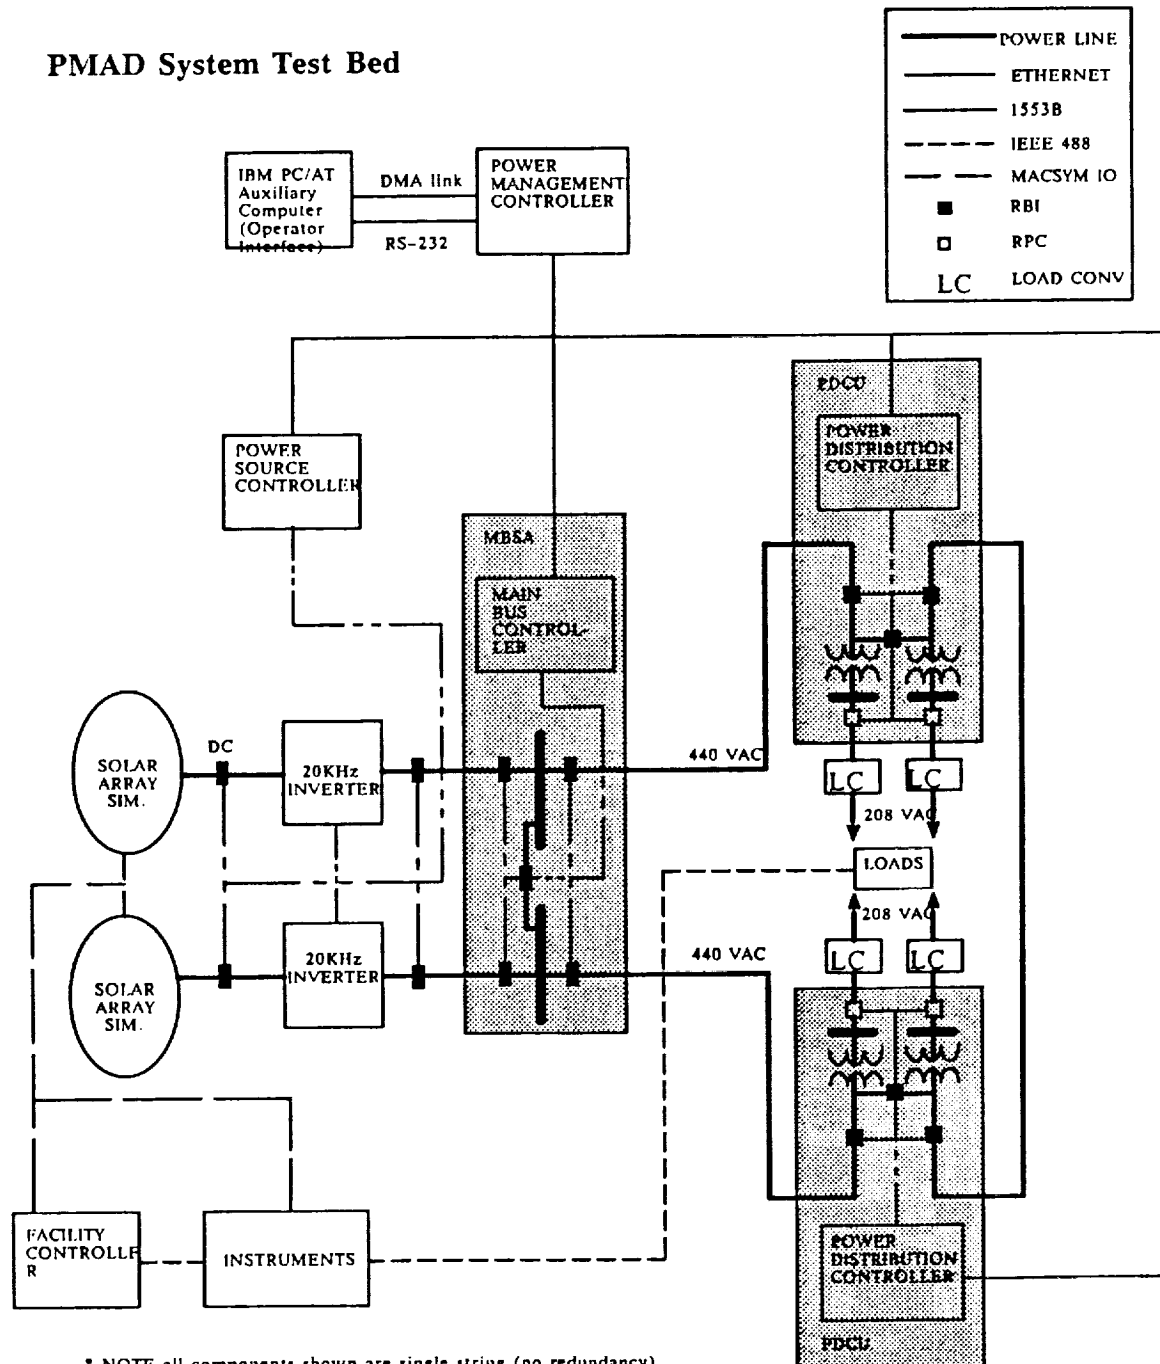 PMAD System Test Bed
POWER LINE
ETHERNET
1553B
IEEE 488
MACSYM IO
RBI
RPC
LC
LOAD CONV
IBM PC/AT
Auxiliary
Computer
(Operator
Interface)
DMA link
RS-232
POWER
MANAGEMENT
CONTROLLER
PDCU
POWER
DISTRIBUTION
CONTROLLER
POWER
SOURCE
CONTROLLER
MBSA
MAIN
BUS
CONTROL-
LER
SOLAR
ARRAY
SIM.
DC
20KHz
INVERTER
440 VAC
LC
LC
208 VAC
LOADS
208 VAC
LC
LC
SOLAR
ARRAY
SIM.
20KHz
INVERTER
440 VAC
FACILITY
CONTROLLE
R
INSTRUMENTS
POWER
DISTRIBUTION
CONTROLLER
PDCU
* NOTE all components shown are single string (no redundancy)